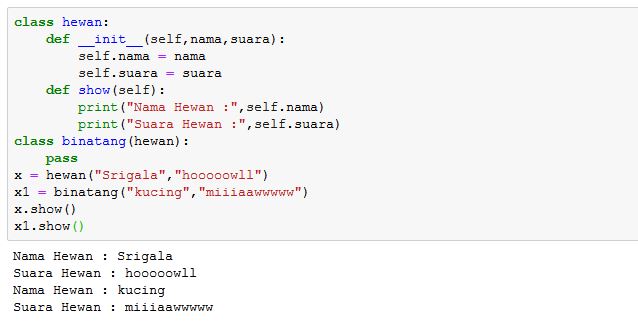 class hewan:
    def __init__(self,nama,suara):
        self.nama = nama
        self.suara = suara
    def show(self):
        print("Nama Hewan :",self.nama)
        print("Suara Hewan :",self.suara)
class binatang(hewan):
    pass
x = hewan("Srigala","hooooowll")
x1 = binatang("kucing","miiiaawwwww")
x.show()
x1.show()
Nama Hewan : Srigala
Suara Hewan : hooooowll
Nama Hewan : kucing
Suara Hewan : miiiaawwwww